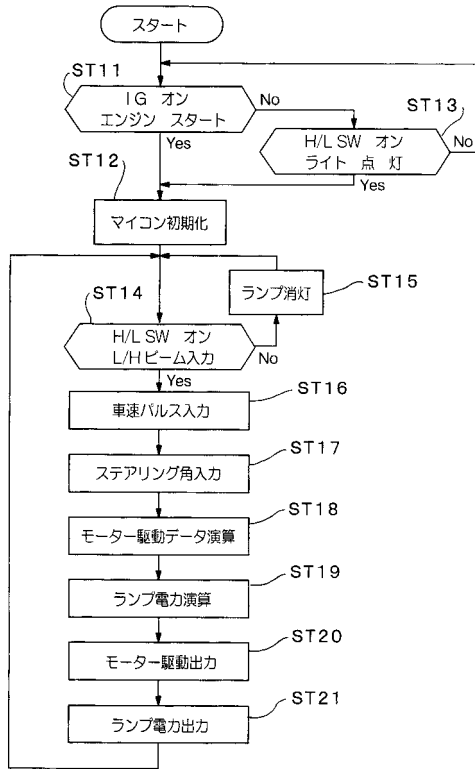 スタート
ST11
IG オン
エンジン スタート
No
ST13
H/L SW オン
ライト 点 灯
No
Yes
Yes
ST12
マイコン初期化
ST15
ランプ消灯
ST14
H/L SW オン
L/Hビーム入力
No
Yes
ST16
車速パルス入力
ST17
ステアリング角入力
ST18
モーター駆動データ演算
ST19
ランプ電力演算
ST20
モーター駆動出力
ST21
ランプ電力出力